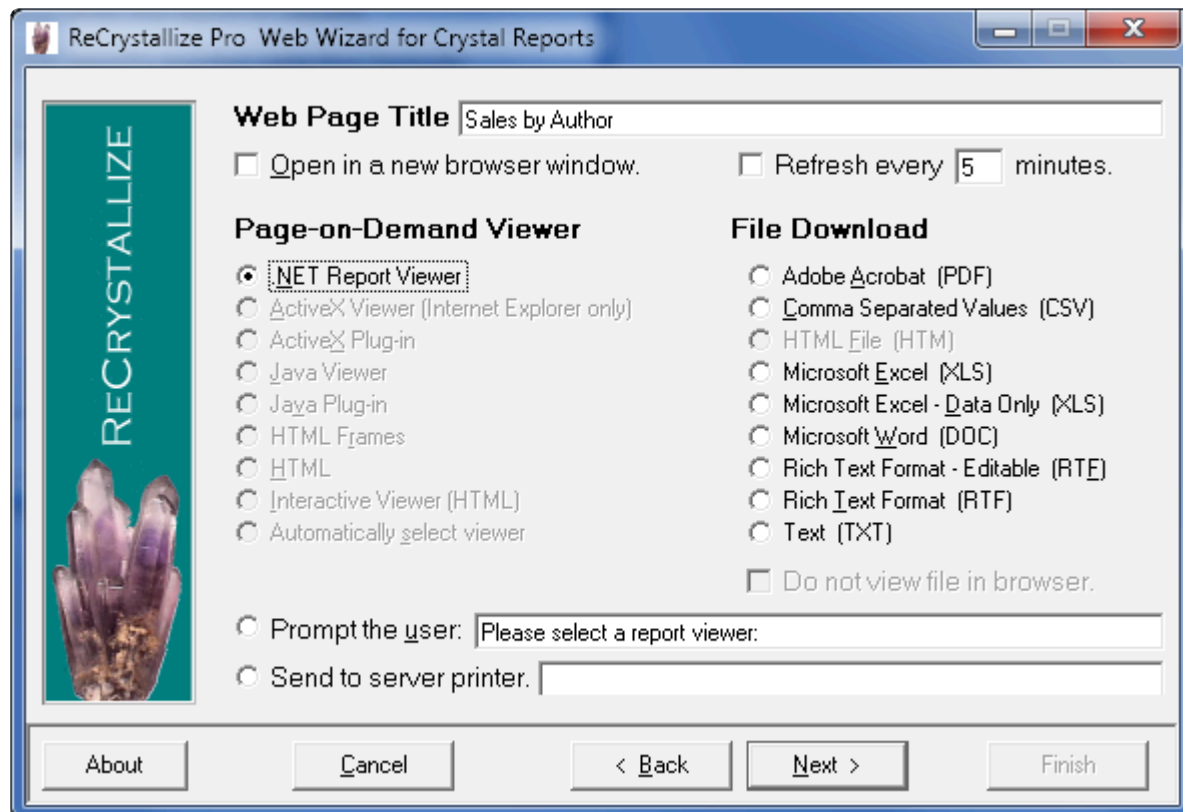 ReCrystallize Pro Web Wizard for Crystal Reports
RECRYSTALLIZE
Web Page Title Sales by Author
Open in a new browser window.
Refresh every 5 minutes.
Page-on-Demand Viewer
.NET Report Viewer
ActiveX Viewer (Internet Explorer only)
ActiveX Plug-in
Java Viewer
Java Plug-in
HTML Frames
HTML
Interactive Viewer (HTML)
Automatically select viewer
File Download
Adobe Acrobat (PDF)
Comma Separated Values (CSV)
HTML File (HTM)
Microsoft Excel (XLS)
Microsoft Excel - Data Only (XLS)
Microsoft Word (DOC)
Rich Text Format - Editable (RTF)
Rich Text Format (RTF)
Text (TXT)
Do not view file in browser.
Prompt the user: Please select a report viewer:
Send to server printer.
About
Cancel
< Back
Next >
Finish